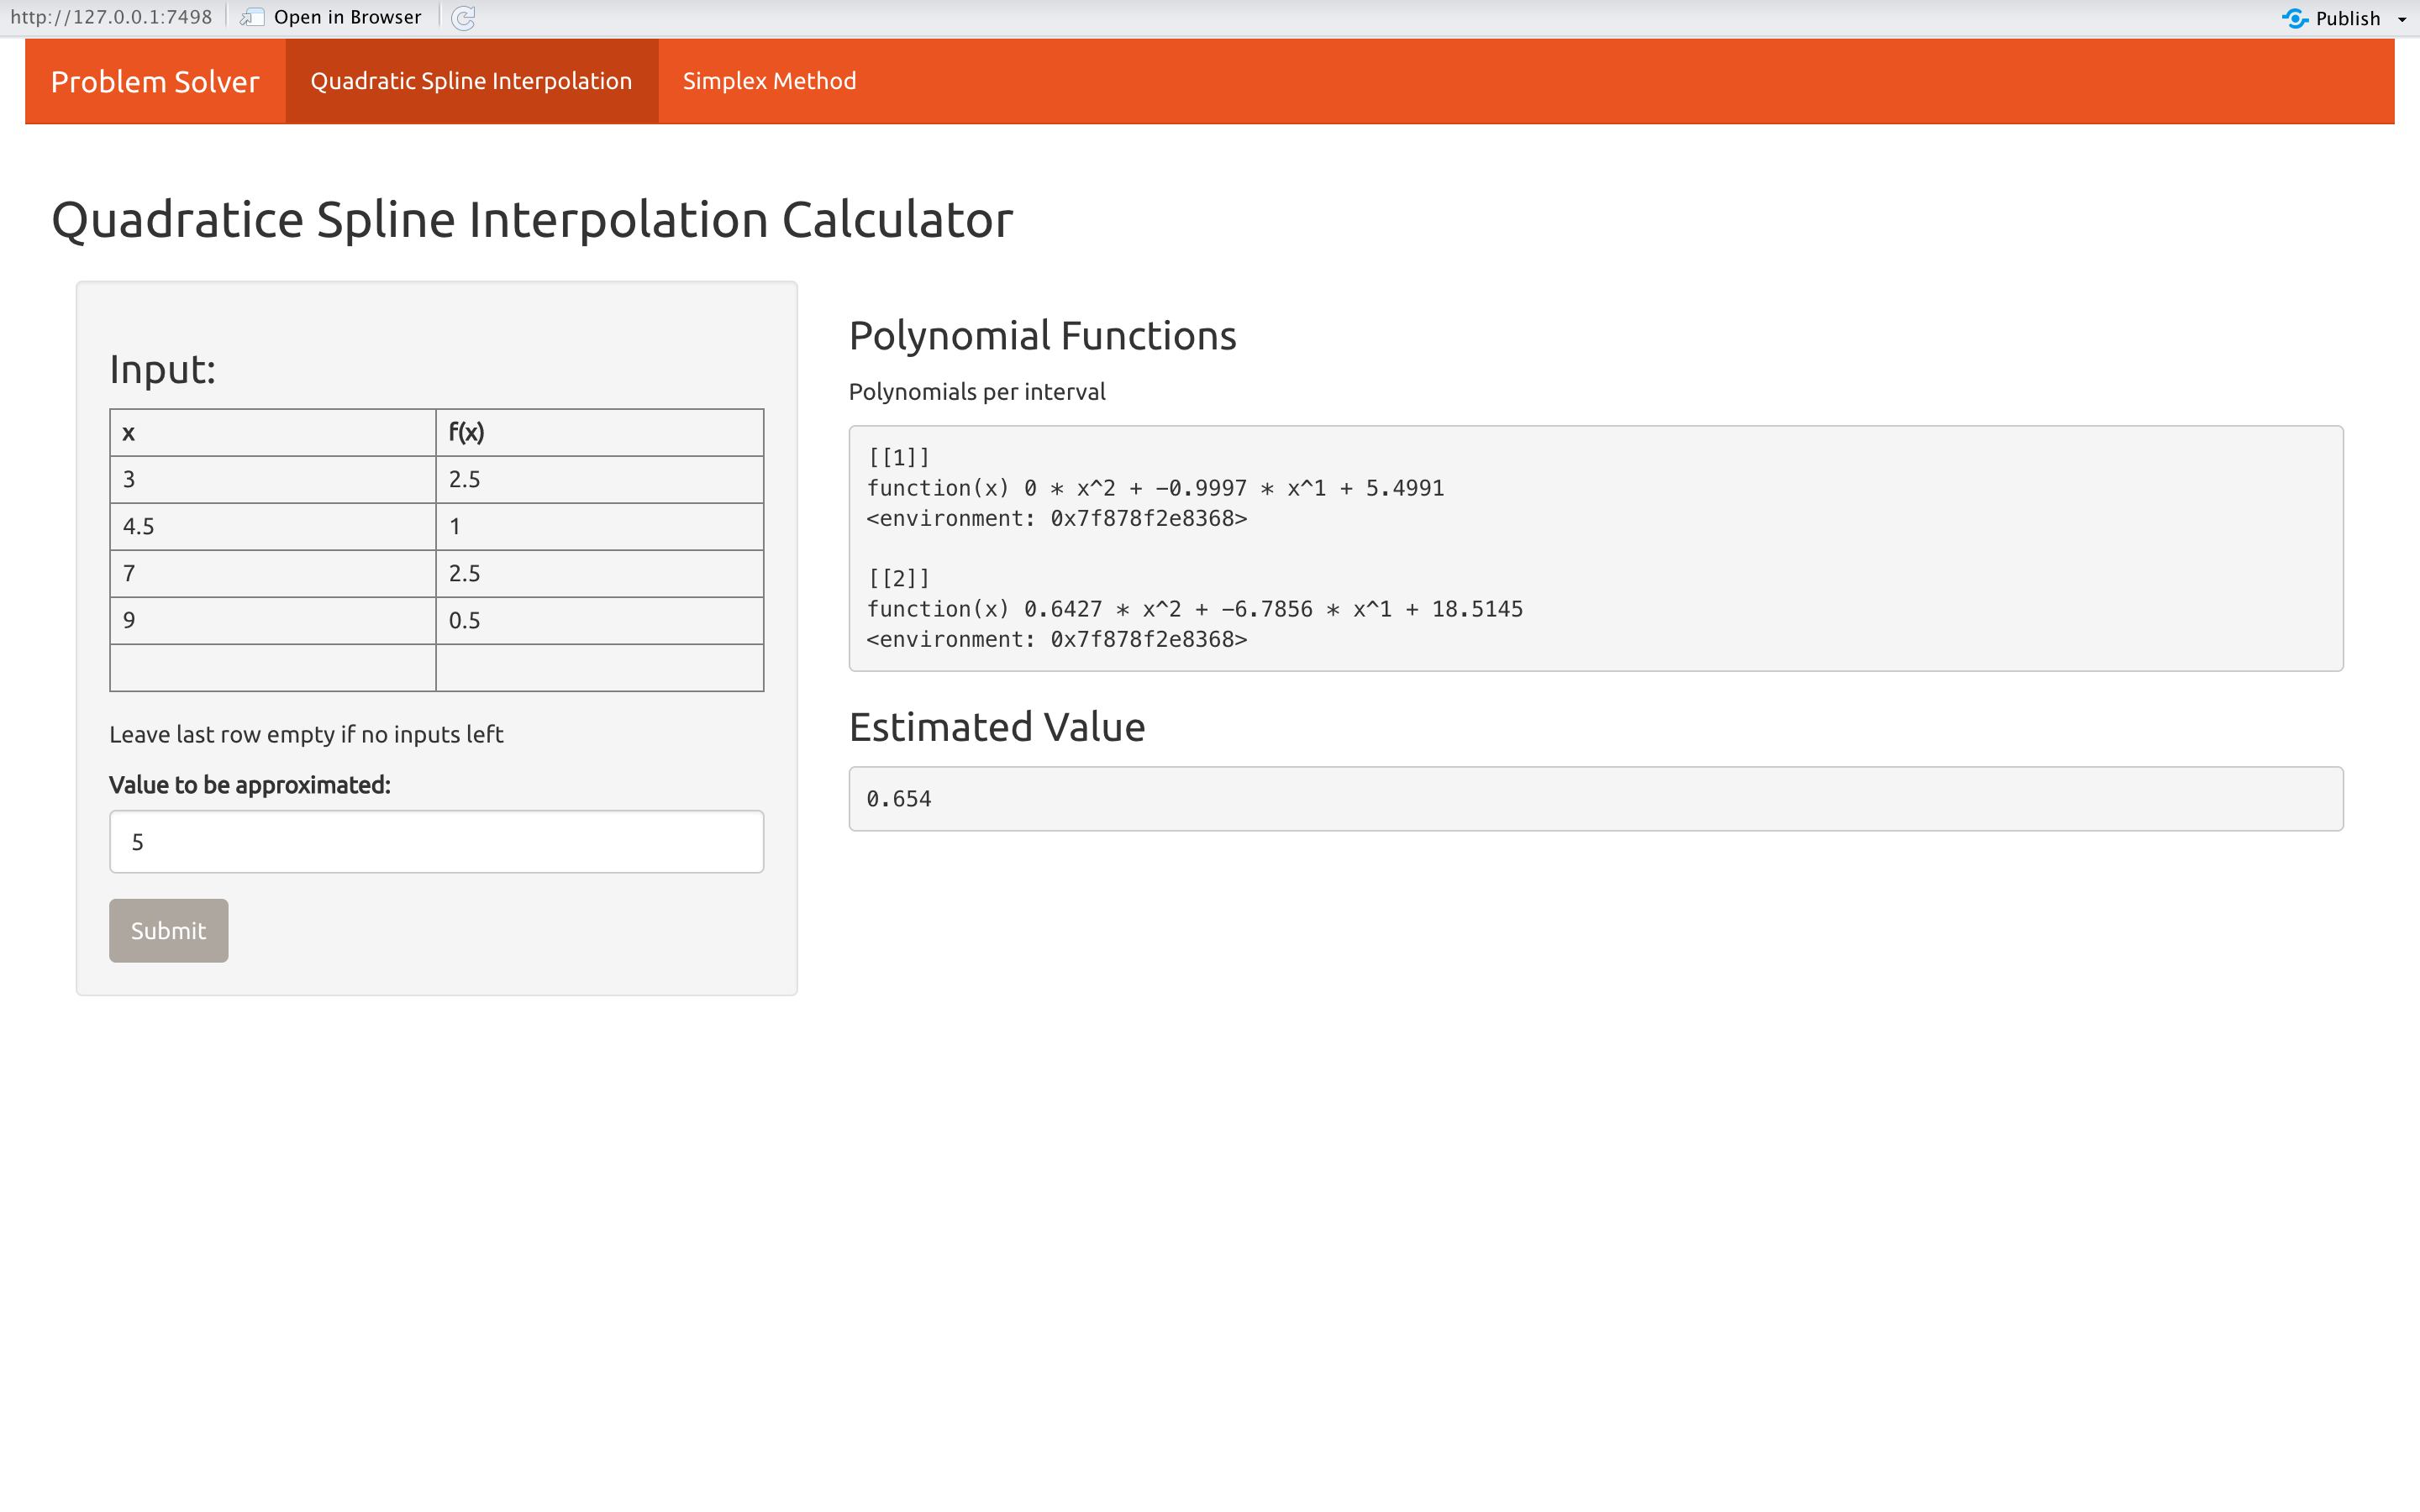 http://127.0.0.1:7498 Open in Browser Publish
Problem Solver Quadratic Spline Interpolation Simplex Method
Quadratice Spline Interpolation Calculator
Input:
x f(x)
3 2.5
4.5 1
7 2.5
9 0.5
Leave last row empty if no inputs left
Value to be approximated:
5
Submit
Polynomial Functions
Polynomials per interval
[[1]]
function(x) 0 * x^2 + -0.9997 * x^1 + 5.4991
<environment: 0x7f878f2e8368>
[[2]]
function(x) 0.6427 * x^2 + -6.7856 * x^1 + 18.5145
<environment: 0x7f878f2e8368>
Estimated Value
0.654